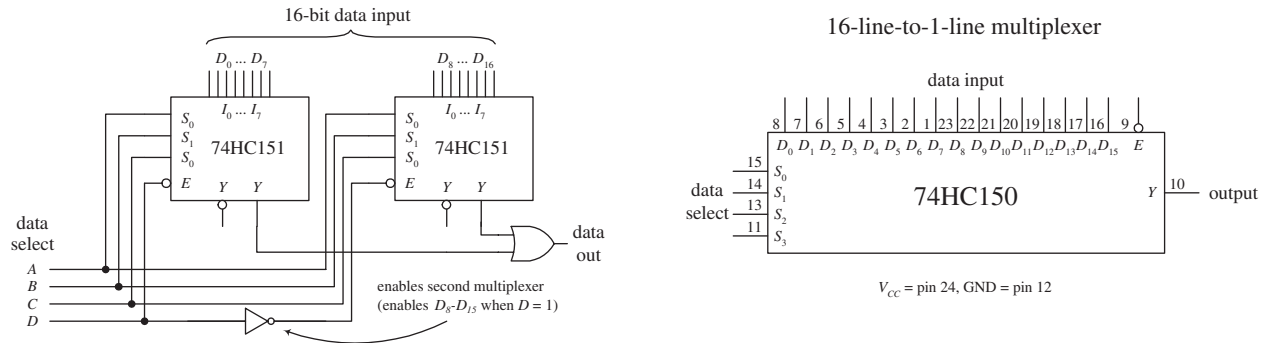 16-bit data input
D0 ... D7
D8 ... D16
I0 ... I7
I0 ... I7
S0
S1
S0
E
Y
Y
74HC151
S0
S1
S0
E
Y
Y
74HC151
data
select
A
B
C
D
data
out
enables second multiplexer
(enables D8-D15 when D = 1)
16-line-to-1-line multiplexer
data input
8 7 6 5 4 3 2 1 23 22 21 20 19 18 17 16 9
D0 D1 D2 D3 D4 D5 D6 D7 D8 D9 D10 D11 D12 D13 D14 D15 E
15 S0
14 S1
13 S2
11 S3
data
select
74HC150
Y 10 output
VCC = pin 24, GND = pin 12